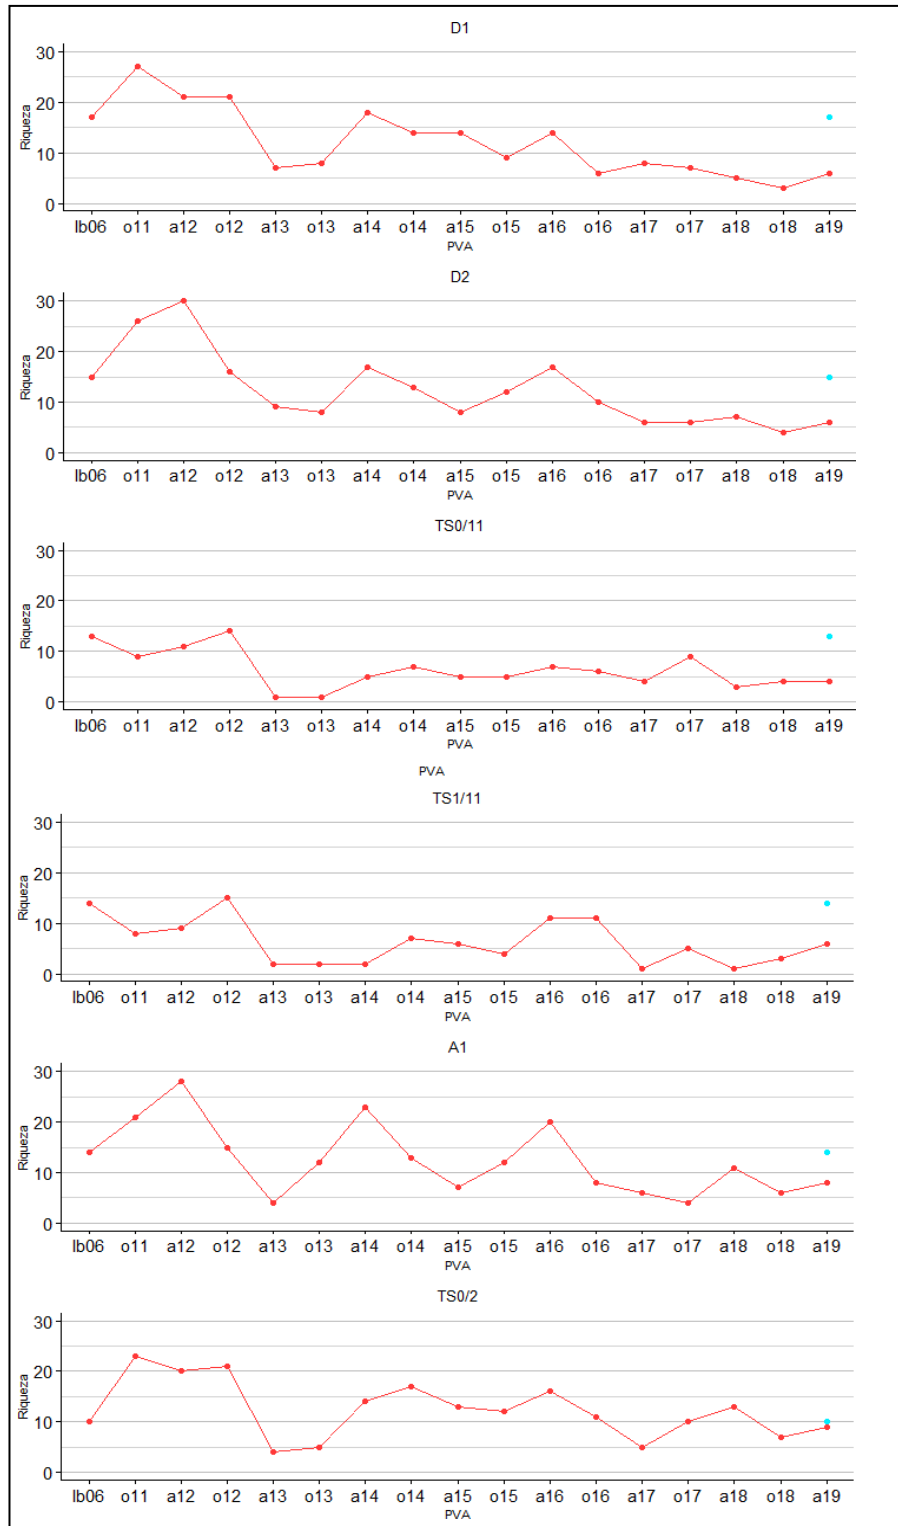 D1
30
20
10
0
Riqueza
lb06 o11 a12 o12 a13 o13 a14 o14 a15 o15 a16 o16 a17 o17 a18 o18 a19
PVA
D2
30
20
10
0
Riqueza
lb06 o11 a12 o12 a13 o13 a14 o14 a15 o15 a16 o16 a17 o17 a18 o18 a19
PVA
TS0/11
30
20
10
0
Riqueza
lb06 o11 a12 o12 a13 o13 a14 o14 a15 o15 a16 o16 a17 o17 a18 o18 a19
PVA
PVA
TS1/11
30
20
10
0
Riqueza
lb06 o11 a12 o12 a13 o13 a14 o14 a15 o15 a16 o16 a17 o17 a18 o18 a19
PVA
A1
30
20
10
0
Riqueza
lb06 o11 a12 o12 a13 o13 a14 o14 a15 o15 a16 o16 a17 o17 a18 o18 a19
PVA
TS0/2
30
20
10
0
Riqueza
lb06 o11 a12 o12 a13 o13 a14 o14 a15 o15 a16 o16 a17 o17 a18 o18 a19
PVA